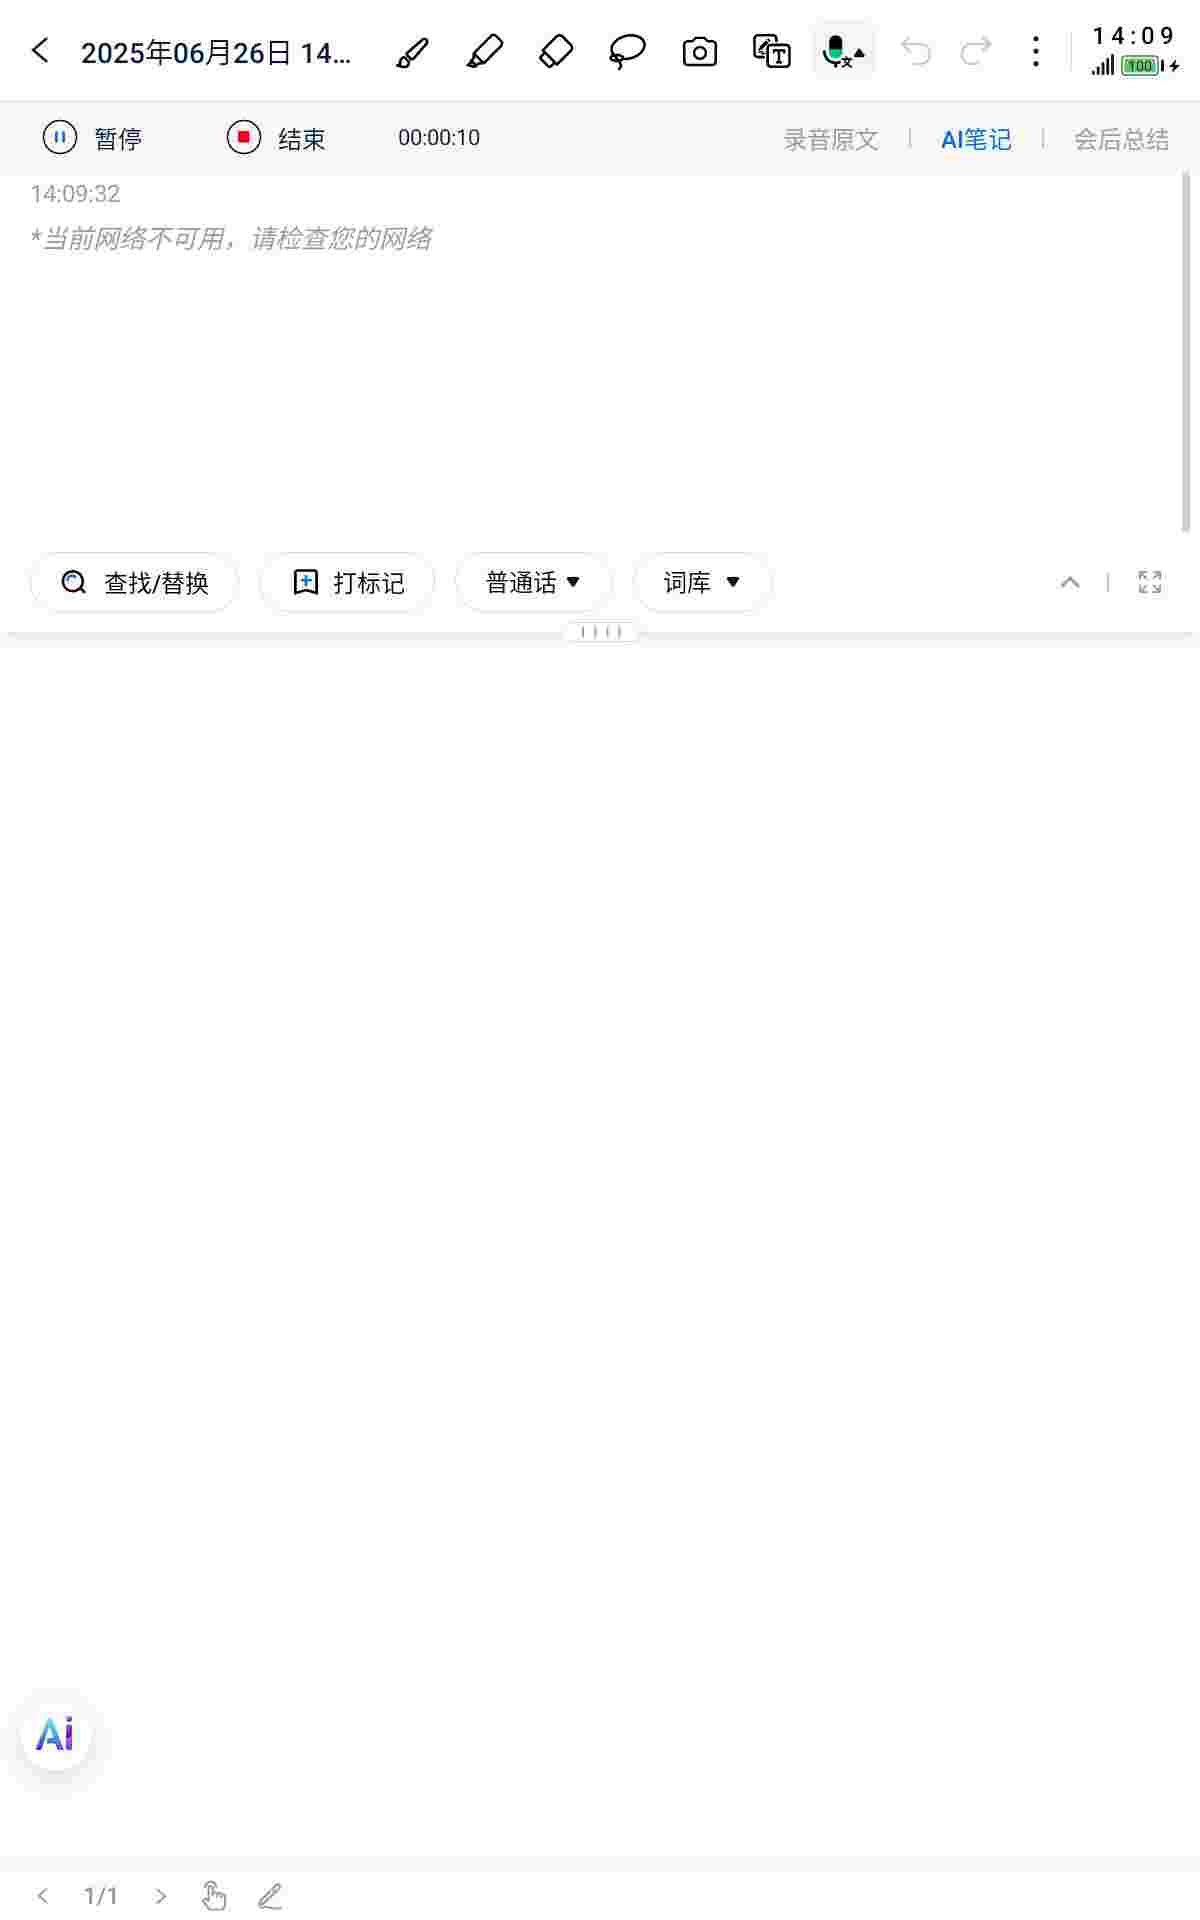 2025年06月26日 14...
14:09
100
暂停 结束 00:00:10 录音原文 AI笔记 会后总结
14:09:32
*当前网络不可用，请检查您的网络
查找/替换 打标记 普通话 词库
Ai
1/1